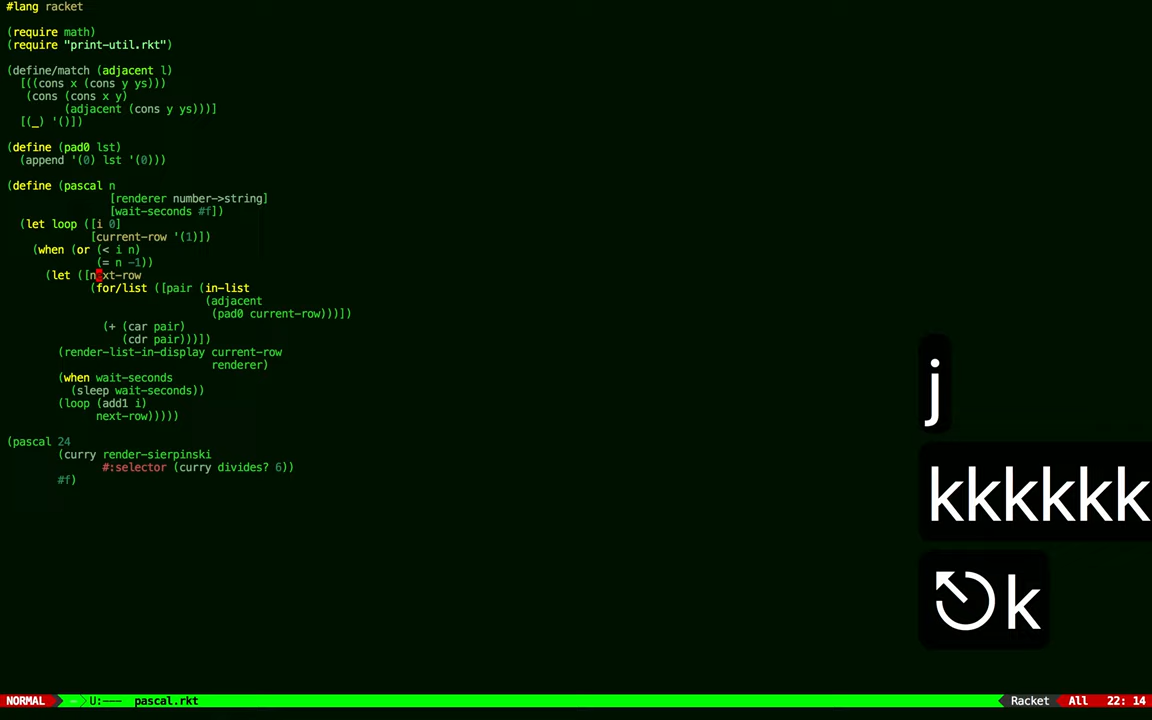 #lang racket
(require math)
(require "print-util.rkt")
(define/match (adjacent l)
  [((cons x (cons y ys)))
   (cons (cons x y)
         (adjacent (cons y ys)))]
  [(_) '()])
(define (pad0 lst)
  (append '(0) lst '(0)))
(define (pascal n
                [renderer number->string]
                [wait-seconds #f])
  (let loop ([i 0]
             [current-row '(1)])
    (when (or (< i n)
              (= n -1))
      (let ([next-row
             (for/list ([pair (in-list
                               (adjacent
                                (pad0 current-row)))])
               (+ (car pair)
                  (cdr pair)))])
        (render-list-in-display current-row
                                renderer)
        (when wait-seconds
          (sleep wait-seconds))
        (loop (add1 i)
              next-row)))))
(pascal 24
        (curry render-sierpinski
               #:selector (curry divides? 6))
        #f)
j
kkkkkk
k
NORMAL U:--- pascal.rkt Racket All 22: 14